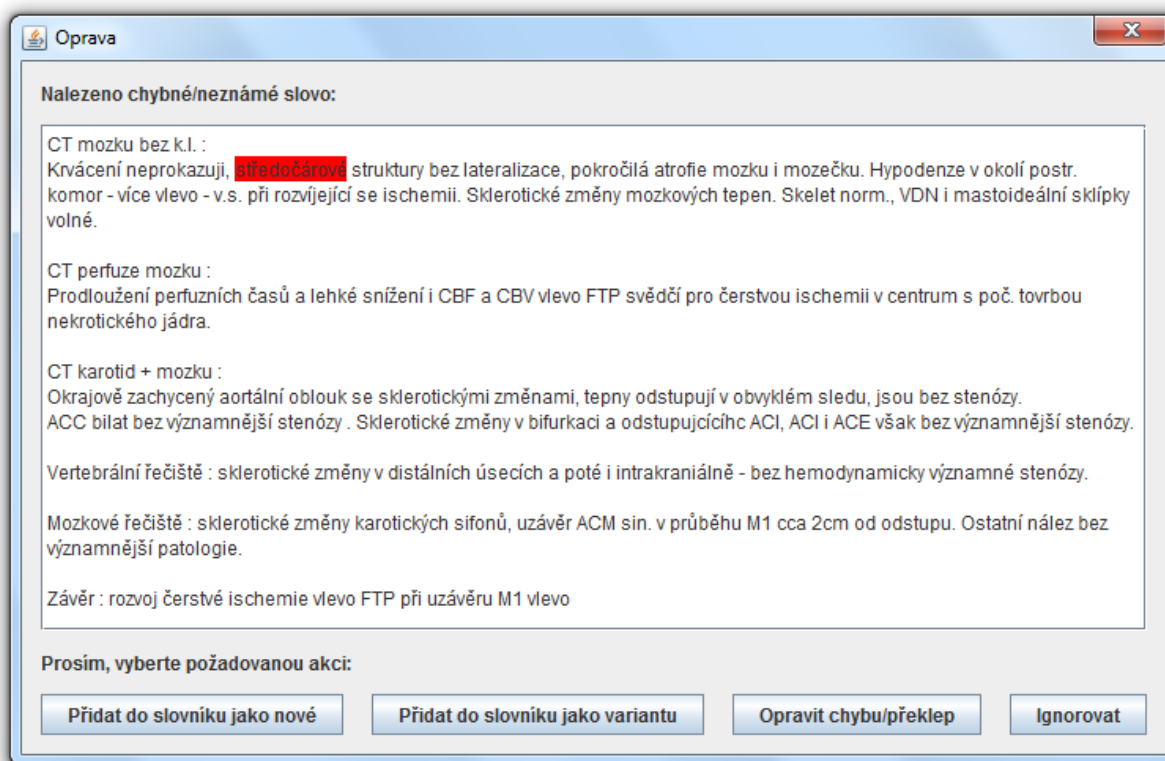 Oprava
Nalezeno chybné/neznámé slovo:
CT mozku bez k.l. :
Krvácení neprokazuji, středočárové struktury bez lateralizace, pokročilá atrofie mozku i mozečku. Hypodenze v okolí postr.
komor - více vlevo - v.s. při rozvíjející se ischemii. Sklerotické změny mozkových tepen. Skelet norm., VDN i mastoideální sklípky
volné.
CT perfuze mozku :
Prodloužení perfuzních časů a lehké snížení i CBF a CBV vlevo FTP svědčí pro čerstvou ischemii v centrum s poč. tovrbou
nekrotického jádra.
CT karotid + mozku :
Okrajově zachycený aortální oblouk se sklerotickými změnami, tepny odstupují v obvyklém sledu, jsou bez stenózy.
ACC bilat bez významnější stenózy . Sklerotické změny v bifurkaci a odstupujcícíhc ACI, ACI i ACE však bez významnější stenózy.
Vertebrální řečiště : sklerotické změny v distálních úsecích a poté i intrakraniálně - bez hemodynamicky významné stenózy.
Mozkové řečiště : sklerotické změny karotických sifonů, uzávěr ACM sin. v průběhu M1 cca 2cm od odstupu. Ostatní nález bez
významnější patologie.
Závěr : rozvoj čerstvé ischemie vlevo FTP při uzávěru M1 vlevo
Prosím, vyberte požadovanou akci:
Přidat do slovníku jako nové Přidat do slovníku jako variantu Opravit chybu/překlep Ignorovat